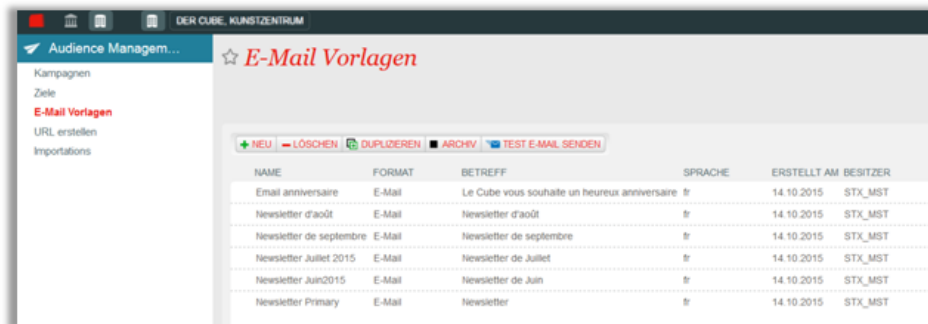 DER CUBE, KUNSTZENTRUM
Audience Managem...
Kampagnen
Ziele
E-Mail Vorlagen
URL erstellen
Importations
E-Mail Vorlagen
NEU LÖSCHEN DUPLIZIEREN ARCHIV TEST E-MAIL SENDEN
NAME FORMAT BETREFF SPRACHE ERSTELLT AM BESITZER
Email anniversaire E-Mail Le Cube vous souhaite un heureux anniversaire fr 14.10.2015 STX_MST
Newsletter d'août E-Mail Newsletter d'août fr 14.10.2015 STX_MST
Newsletter de septembre E-Mail Newsletter de septembre fr 14.10.2015 STX_MST
Newsletter Juillet 2015 E-Mail Newsletter de Juillet fr 14.10.2015 STX_MST
Newsletter Juin2015 E-Mail Newsletter de Juin fr 14.10.2015 STX_MST
Newsletter Primary E-Mail Newsletter fr 14.10.2015 STX_MST